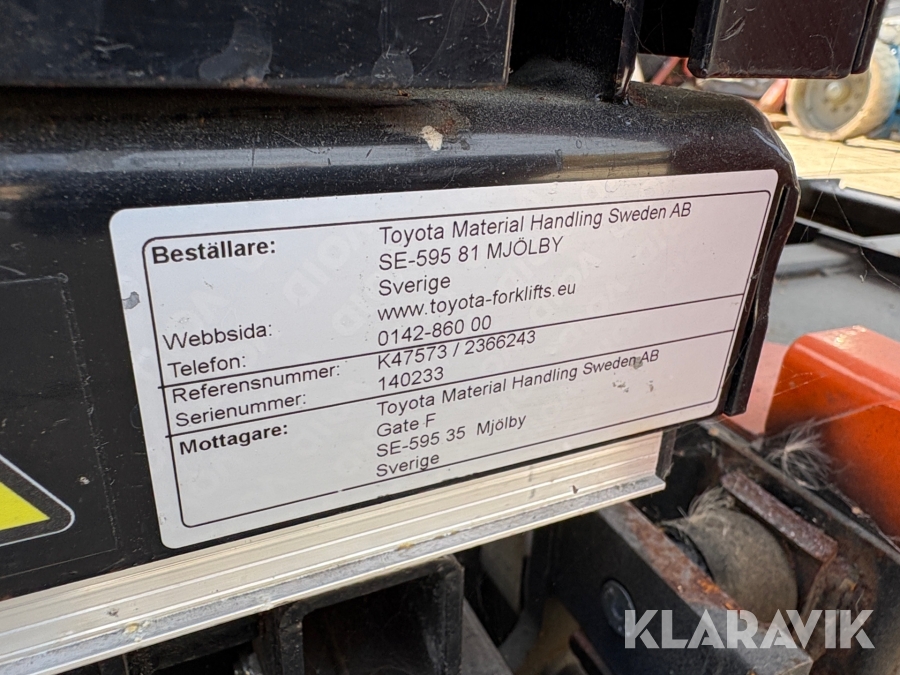 Beställare: Toyota Material Handling Sweden AB
SE-595 81 MJÖLBY
Sverige
Webbsida: www.toyota-forklifts.eu
Telefon: 0142-860 00
Referensnummer: K47573 / 2366243
Serienummer: 140233
Mottagare: Toyota Material Handling Sweden AB
Gate F
SE-595 35 Mjölby
Sverige
KLARAVIK